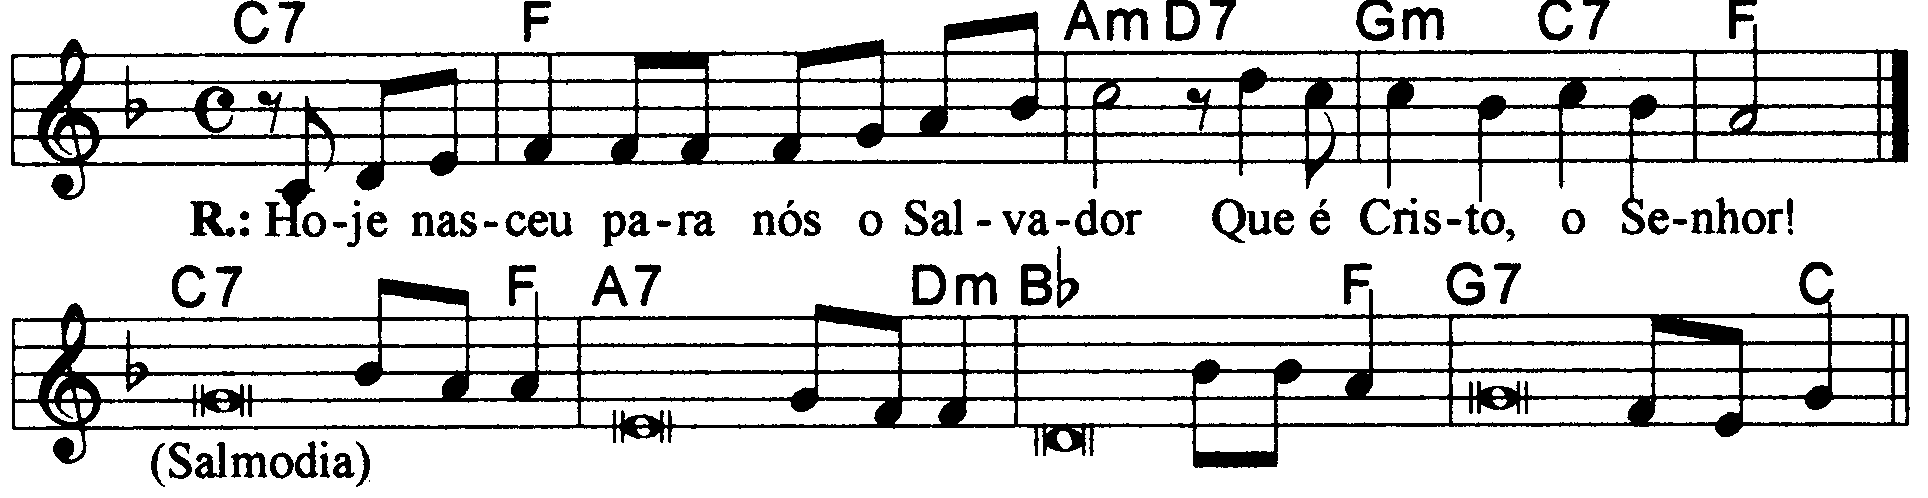 C7 F Am D7 Gm C7 F
R.: Ho-je nas-ceu pa-ra nós o Sal-va-dor Que é Cris-to, o Se-nhor!
C7 F A7 Dm B♭ F G7 C
(Salmodia)